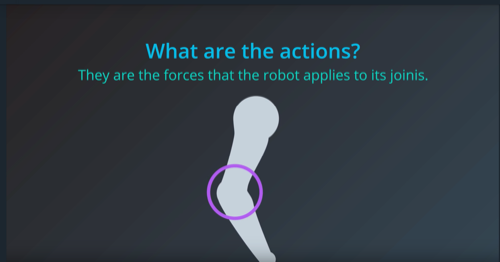 What are the actions?
They are the forces that the robot applies to its joinis.